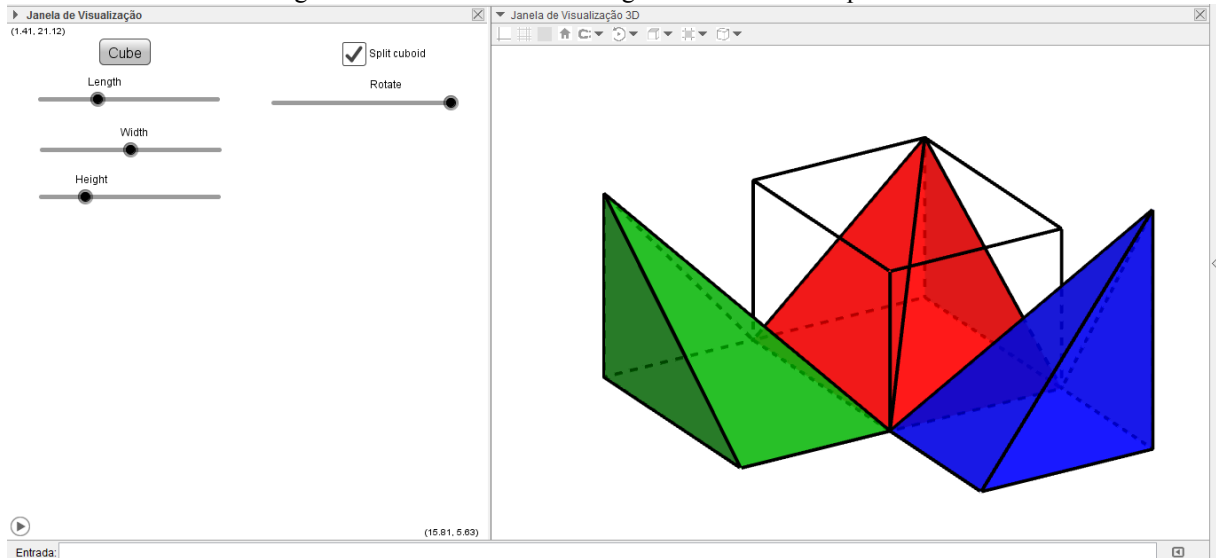 Janela de Visualização
(1.41, 21.12)
Cube
Split cuboid
Length
Rotate
Width
Height
(15.81, 5.63)
Janela de Visualização 3D
Entrada: